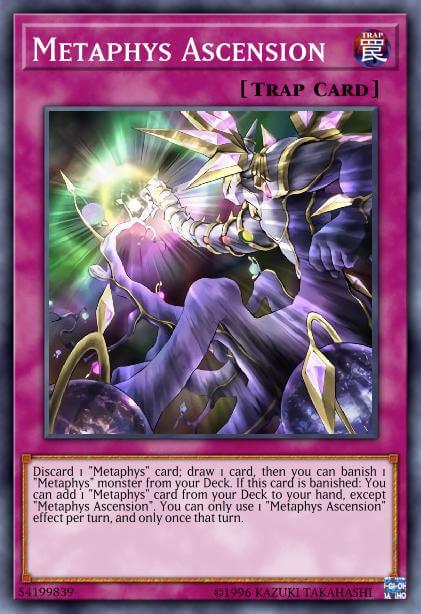 Metaphys Ascension
TRAP
罠
[Trap Card]
Discard 1 "Metaphys" card; draw 1 card, then you can banish 1
"Metaphys" monster from your Deck. If this card is banished: You
can add 1 "Metaphys" card from your Deck to your hand, except
"Metaphys Ascension". You can only use 1 "Metaphys Ascension"
effect per turn, and only once that turn.
54199839
©1996 KAZUKI TAKAHASHI